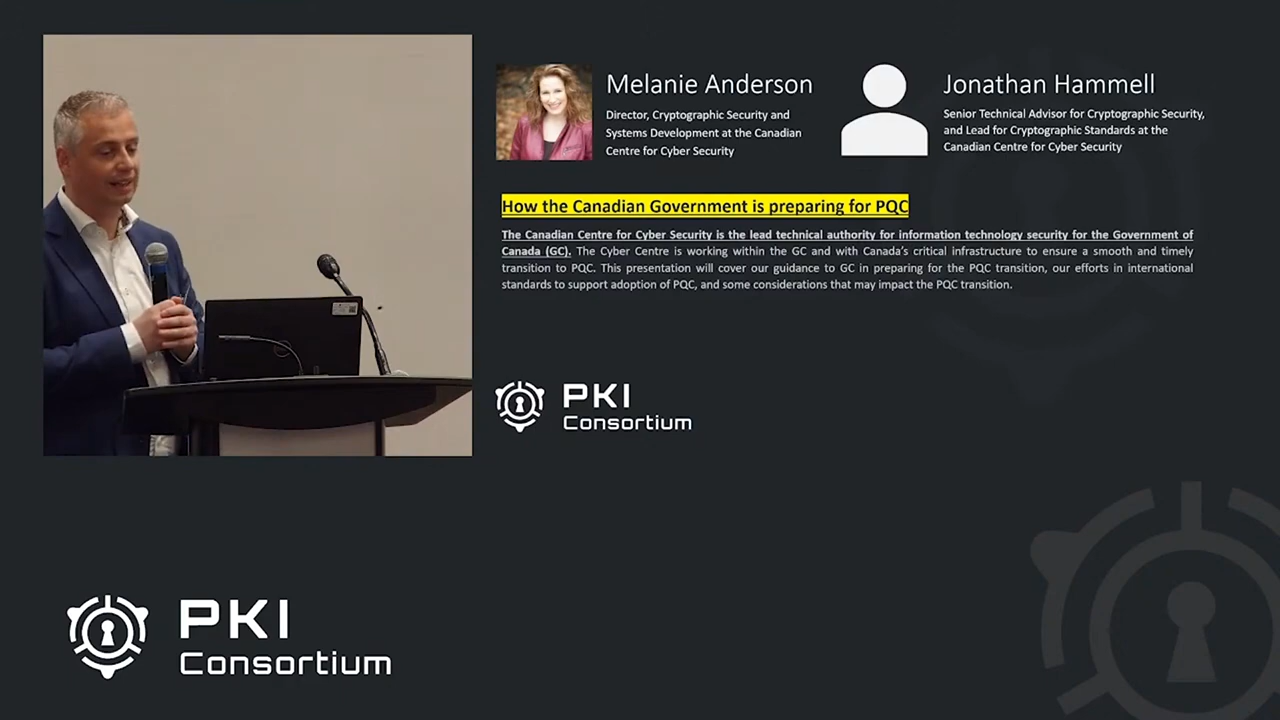 Melanie Anderson
Director, Cryptographic Security and
Systems Development at the Canadian
Centre for Cyber Security
Jonathan Hammell
Senior Technical Advisor for Cryptographic Security,
and Lead for Cryptographic Standards at the
Canadian Centre for Cyber Security
How the Canadian Government is preparing for PQC
The Canadian Centre for Cyber Security is the lead technical authority for information technology security for the Government of
Canada (GC). The Cyber Centre is working within the GC and with Canada's critical infrastructure to ensure a smooth and timely
transition to PQC. This presentation will cover our guidance to GC in preparing for the PQC transition, our efforts in international
standards to support adoption of PQC, and some considerations that may impact the PQC transition.
PKI
Consortium
PKI
Consortium